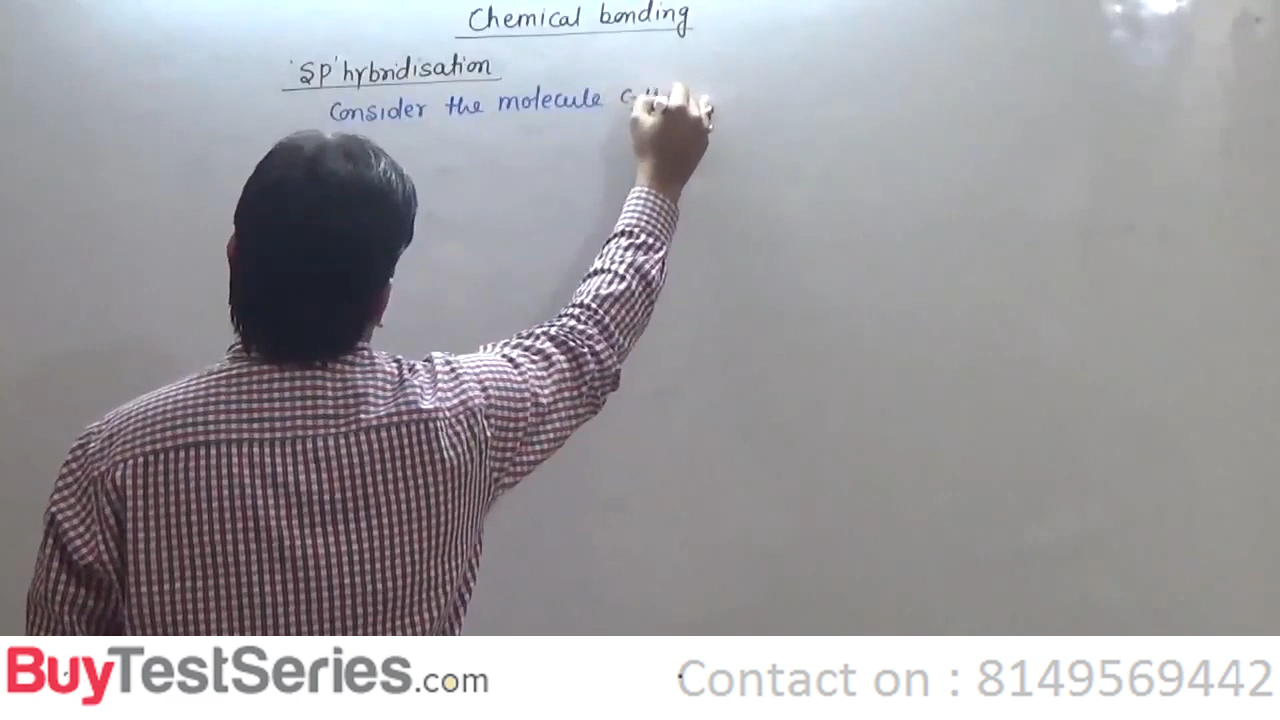 Chemical bonding
'SP' hybridisation
Consider the molecule
BuyTestSeries.com
Contact on : 8149569442